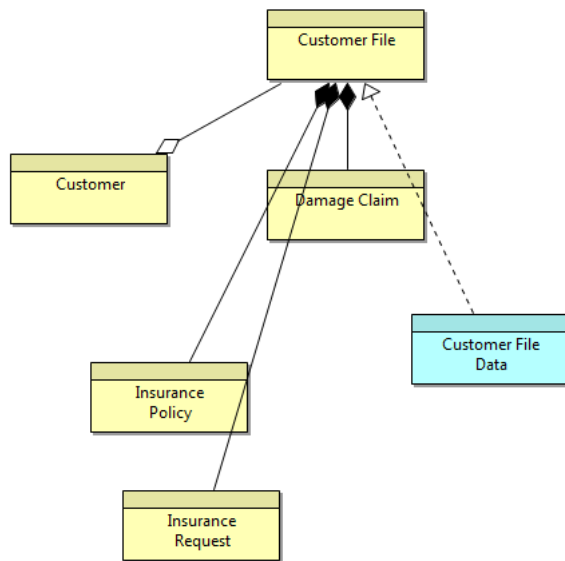 Customer File
Customer
Damage Claim
Customer File
Data
Insurance
Policy
Insurance
Request